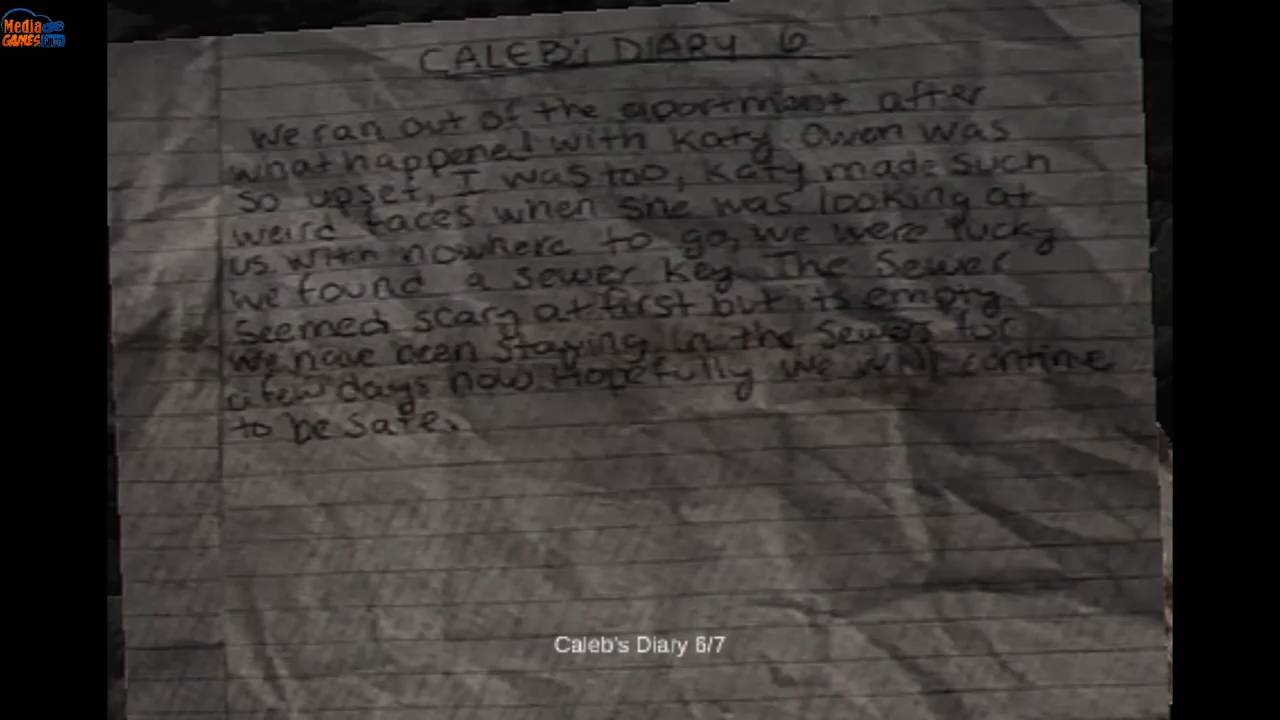 Media
GAMES
CALEB's DIARY 6
We ran out of the apartment after
what happened with Katy. Owen was
so upset, I was too, Katy made such
weird faces when she was looking at
us. With nowhere to go, we were lucky
we found a sewer key. The sewer
seemed scary at first but its empty
we have been staying in the sewers for
a few days now. Hopefully we will continue
to be safe.
Caleb's Diary 6/7